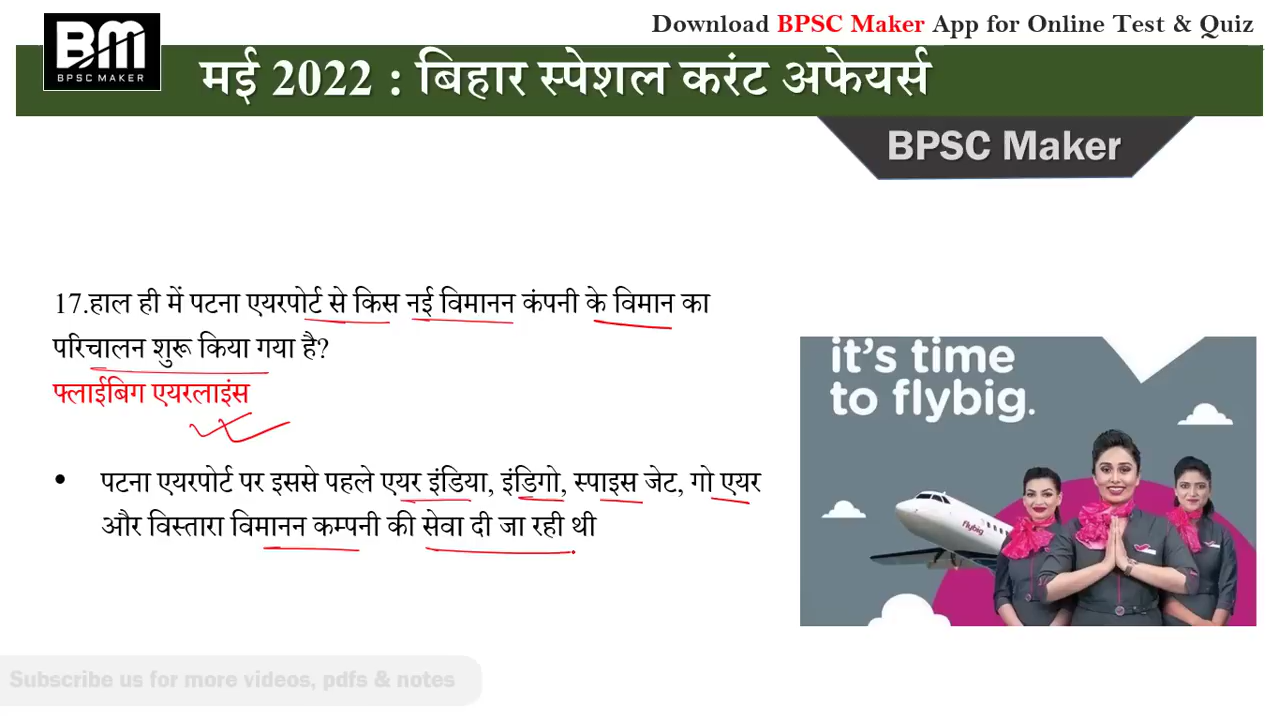 Download BPSC Maker App for Online Test & Quiz
BM
BPSC MAKER
मई 2022 : बिहार स्पेशल करंट अफेयर्स
BPSC Maker
17.हाल ही में पटना एयरपोर्ट से किस नई विमानन कंपनी के विमान का
परिचालन शुरू किया गया है?
फ्लाईबिग एयरलाइंस
• पटना एयरपोर्ट पर इससे पहले एयर इंडिया, इंडिगो, स्पाइस जेट, गो एयर
और विस्तारा विमानन कम्पनी की सेवा दी जा रही थी
it's time
to flybig.
flybig
Subscribe us for more videos, pdfs & notes